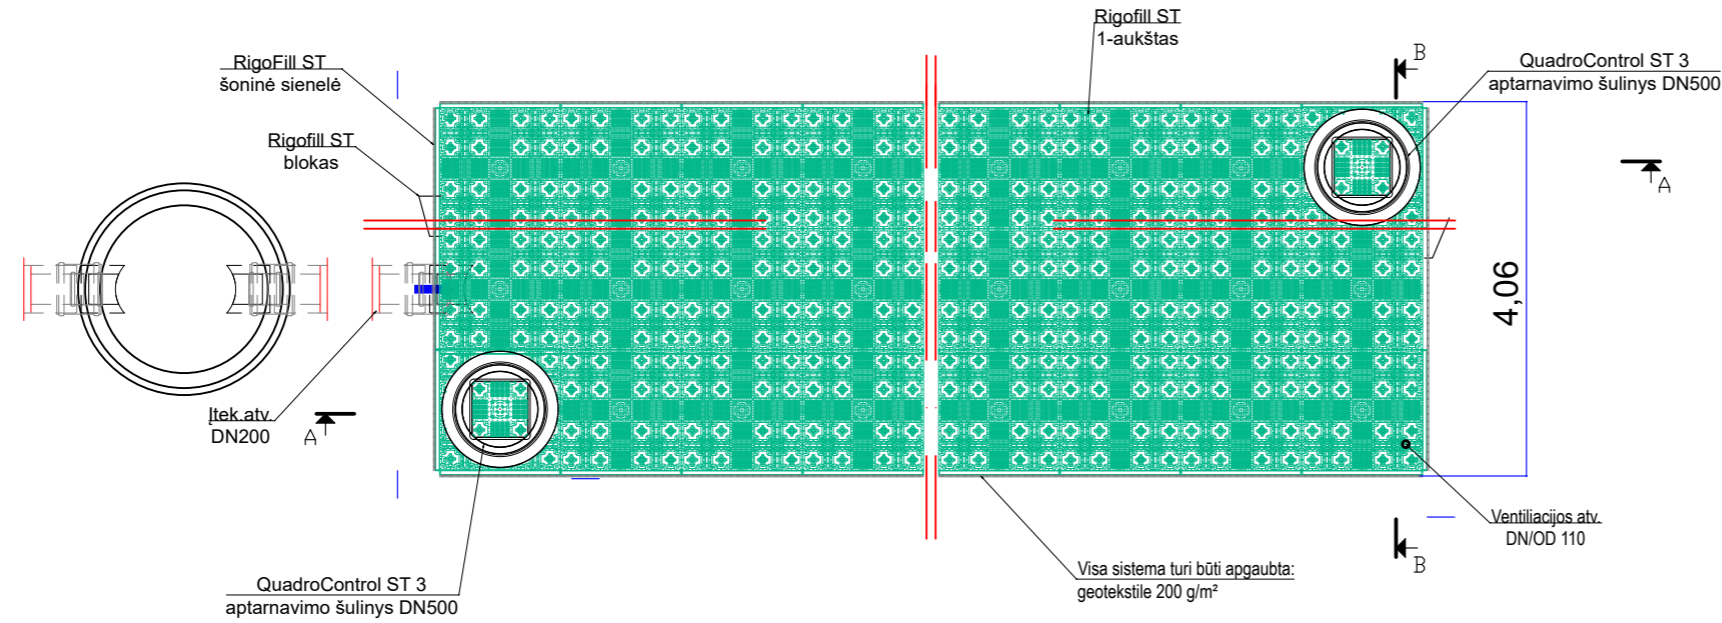 Rigofill ST
1-aukštas
B
QuadroControl ST 3
aptarnavimo šulinys DN500
RigoFill ST
šoninė sienelė
Rigofill ST
blokas
A
4,06
Įtek.atv.
DN200
A
Ventiliacijos atv.
DN/OD 110
B
Visa sistema turi būti apgaubta:
geotekstile 200 g/m²
QuadroControl ST 3
aptarnavimo šulinys DN500